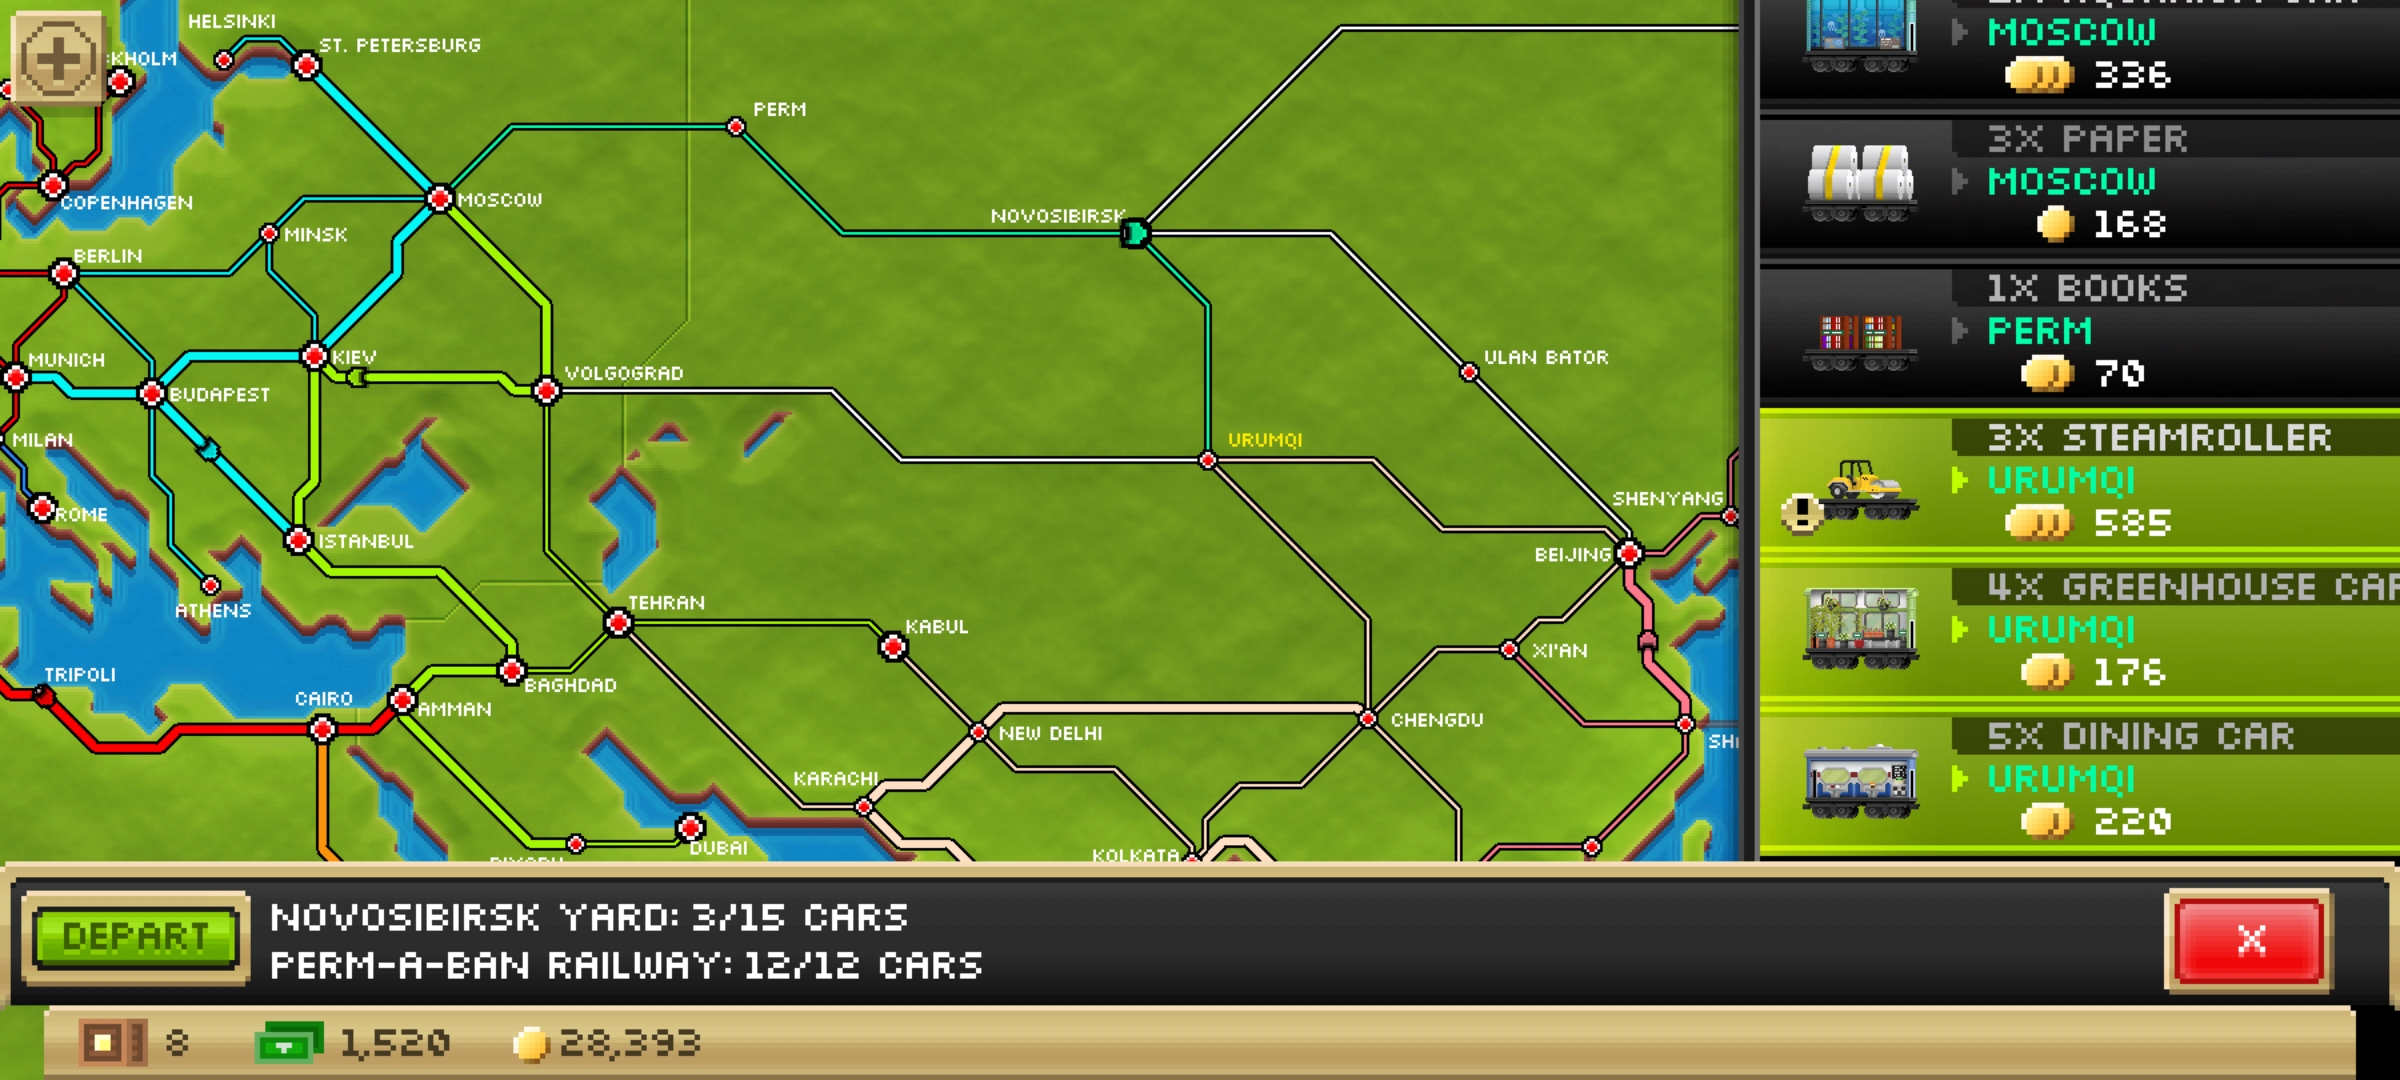 HELSINKI
ST. PETERSBURG
KHOLM
PERM
COPENHAGEN
MOSCOW
NOVOSIBIRSK
MINSK
BERLIN
MUNICH
KIEV
VOLGOGRAD
ULAN BATOR
BUDAPEST
MILAN
URUMQI
SHENYANG
ROME
ISTANBUL
BEIJING
ATHENS
TEHRAN
KABUL
XI'AN
TRIPOLI
BAGHDAD
CAIRO
AMMAN
CHENGDU
NEW DELHI
KARACHI
DUBAI
KOLKATA
MOSCOW
336
3X PAPER
MOSCOW
168
1X BOOKS
PERM
70
3X STEAMROLLER
URUMQI
585
4X GREENHOUSE CAR
URUMQI
176
5X DINING CAR
URUMQI
220
DEPART
NOVOSIBIRSK YARD: 3/15 CARS
PERM-A-BAN RAILWAY: 12/12 CARS
X
8
1,520
28,393